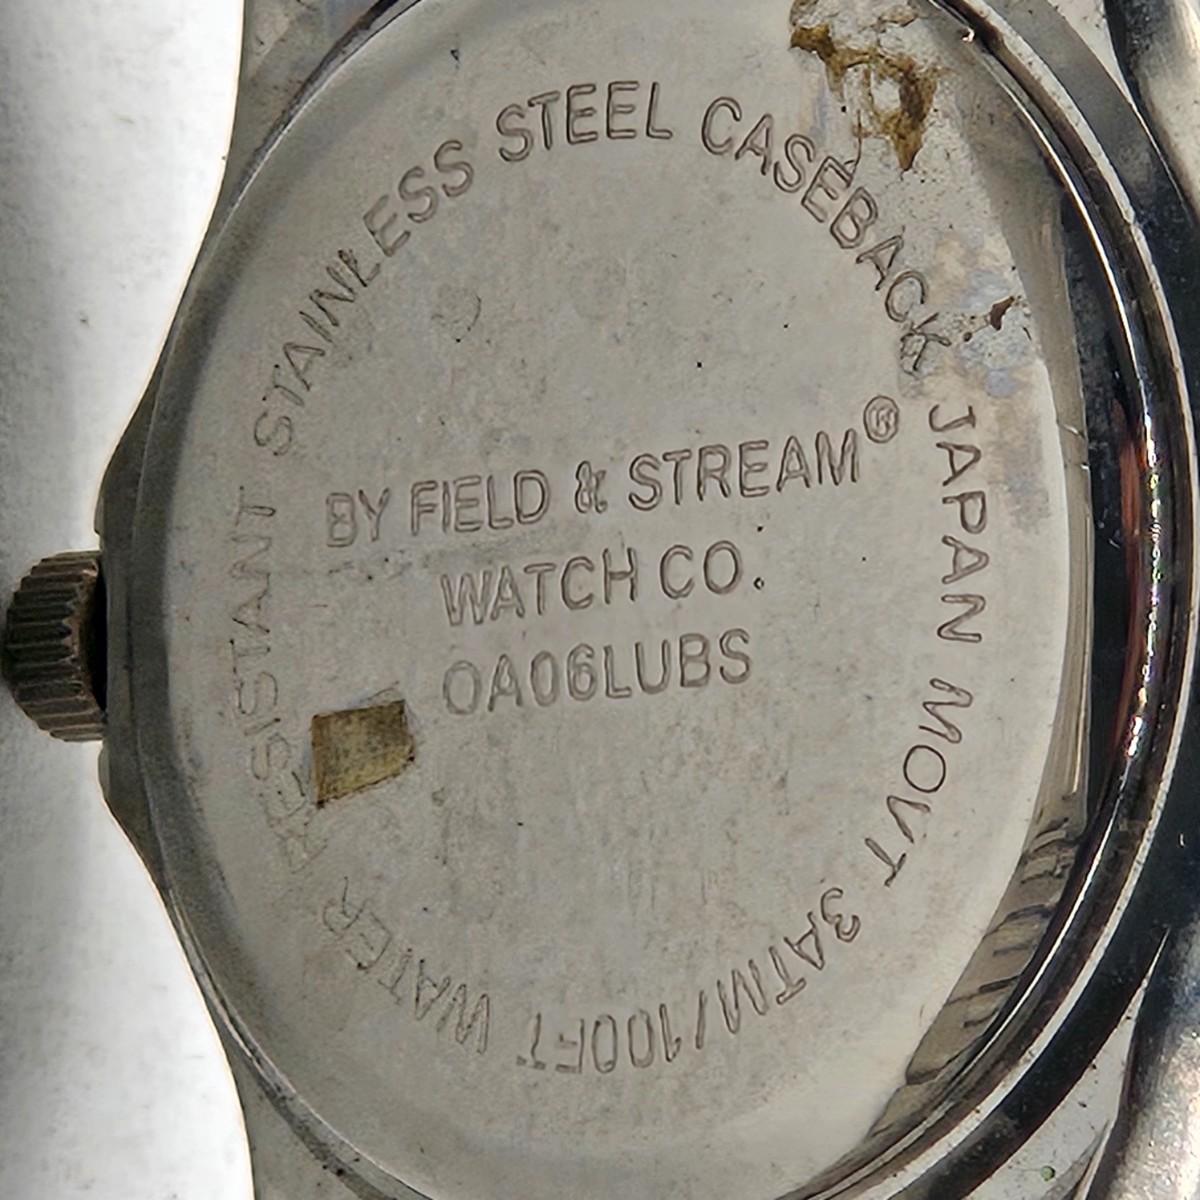 STAINLESS STEEL CASEBACK JAPAN MOVT 3ATM/100FT WATER RESISTANT
BY FIELD & STREAM®
WATCH CO.
OA06LUBS